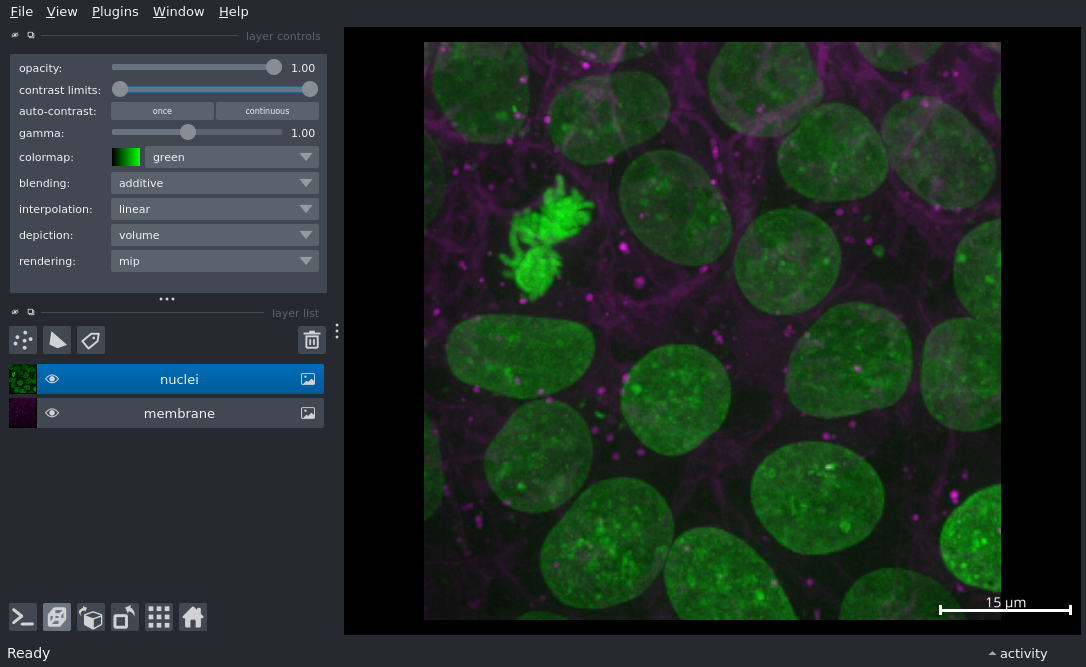 File View Plugins Window Help
layer controls
opacity: 1.00
contrast limits:
auto-contrast: once continuous
gamma: 1.00
colormap: green
blending: additive
interpolation: linear
depiction: volume
rendering: mip
layer list
nuclei
membrane
15 μm
Ready activity